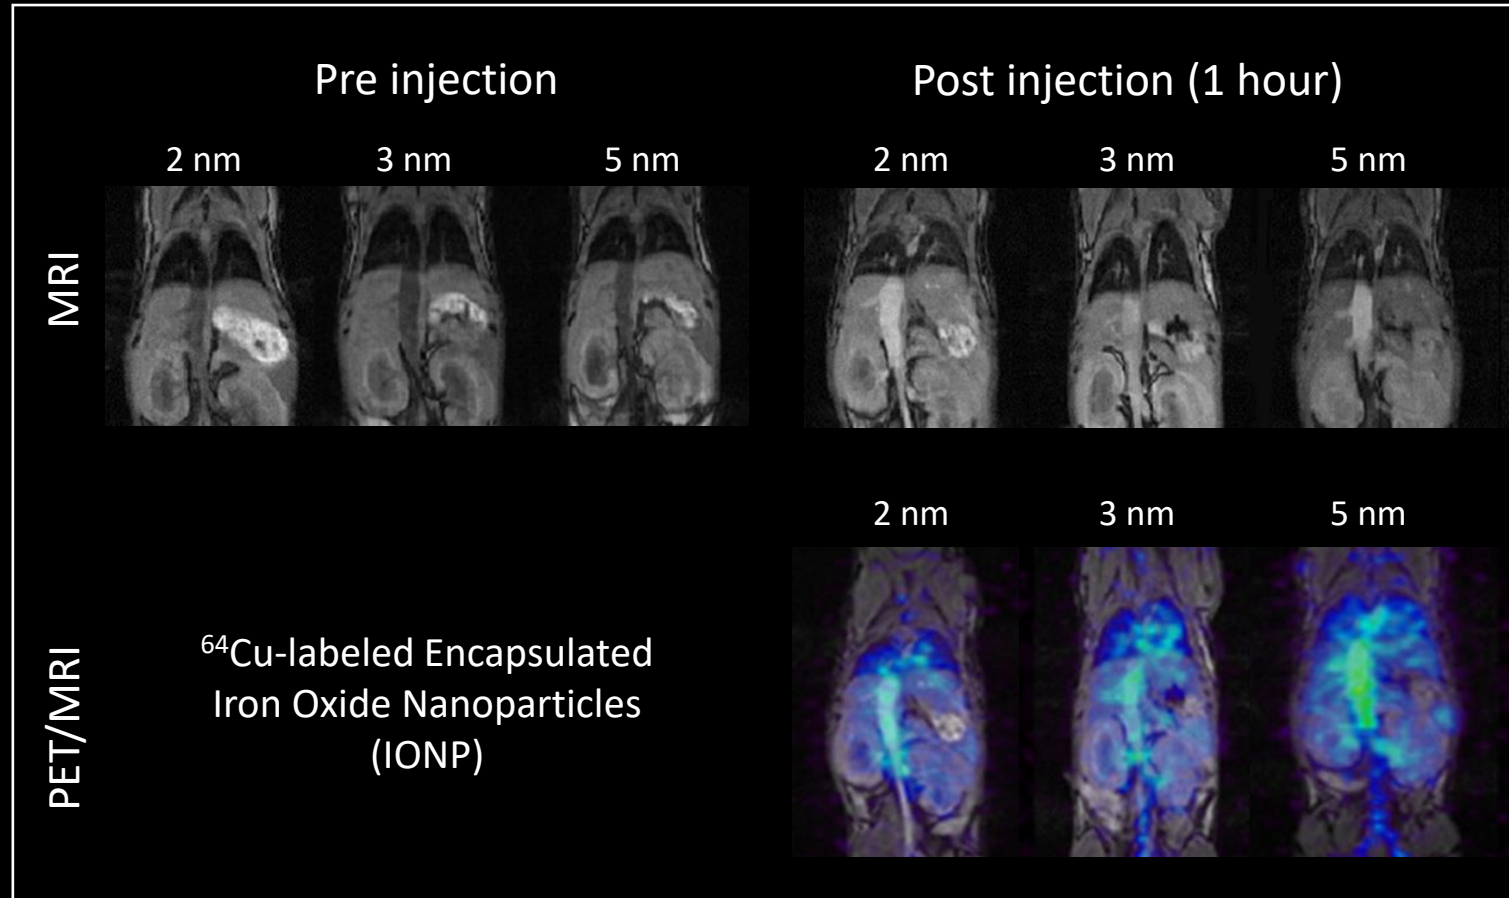 Pre injection
Post injection (1 hour)
2 nm
3 nm
5 nm
2 nm
3 nm
5 nm
MRI
2 nm
3 nm
5 nm
PET/MRI
⁶⁴Cu-labeled Encapsulated
Iron Oxide Nanoparticles
(IONP)